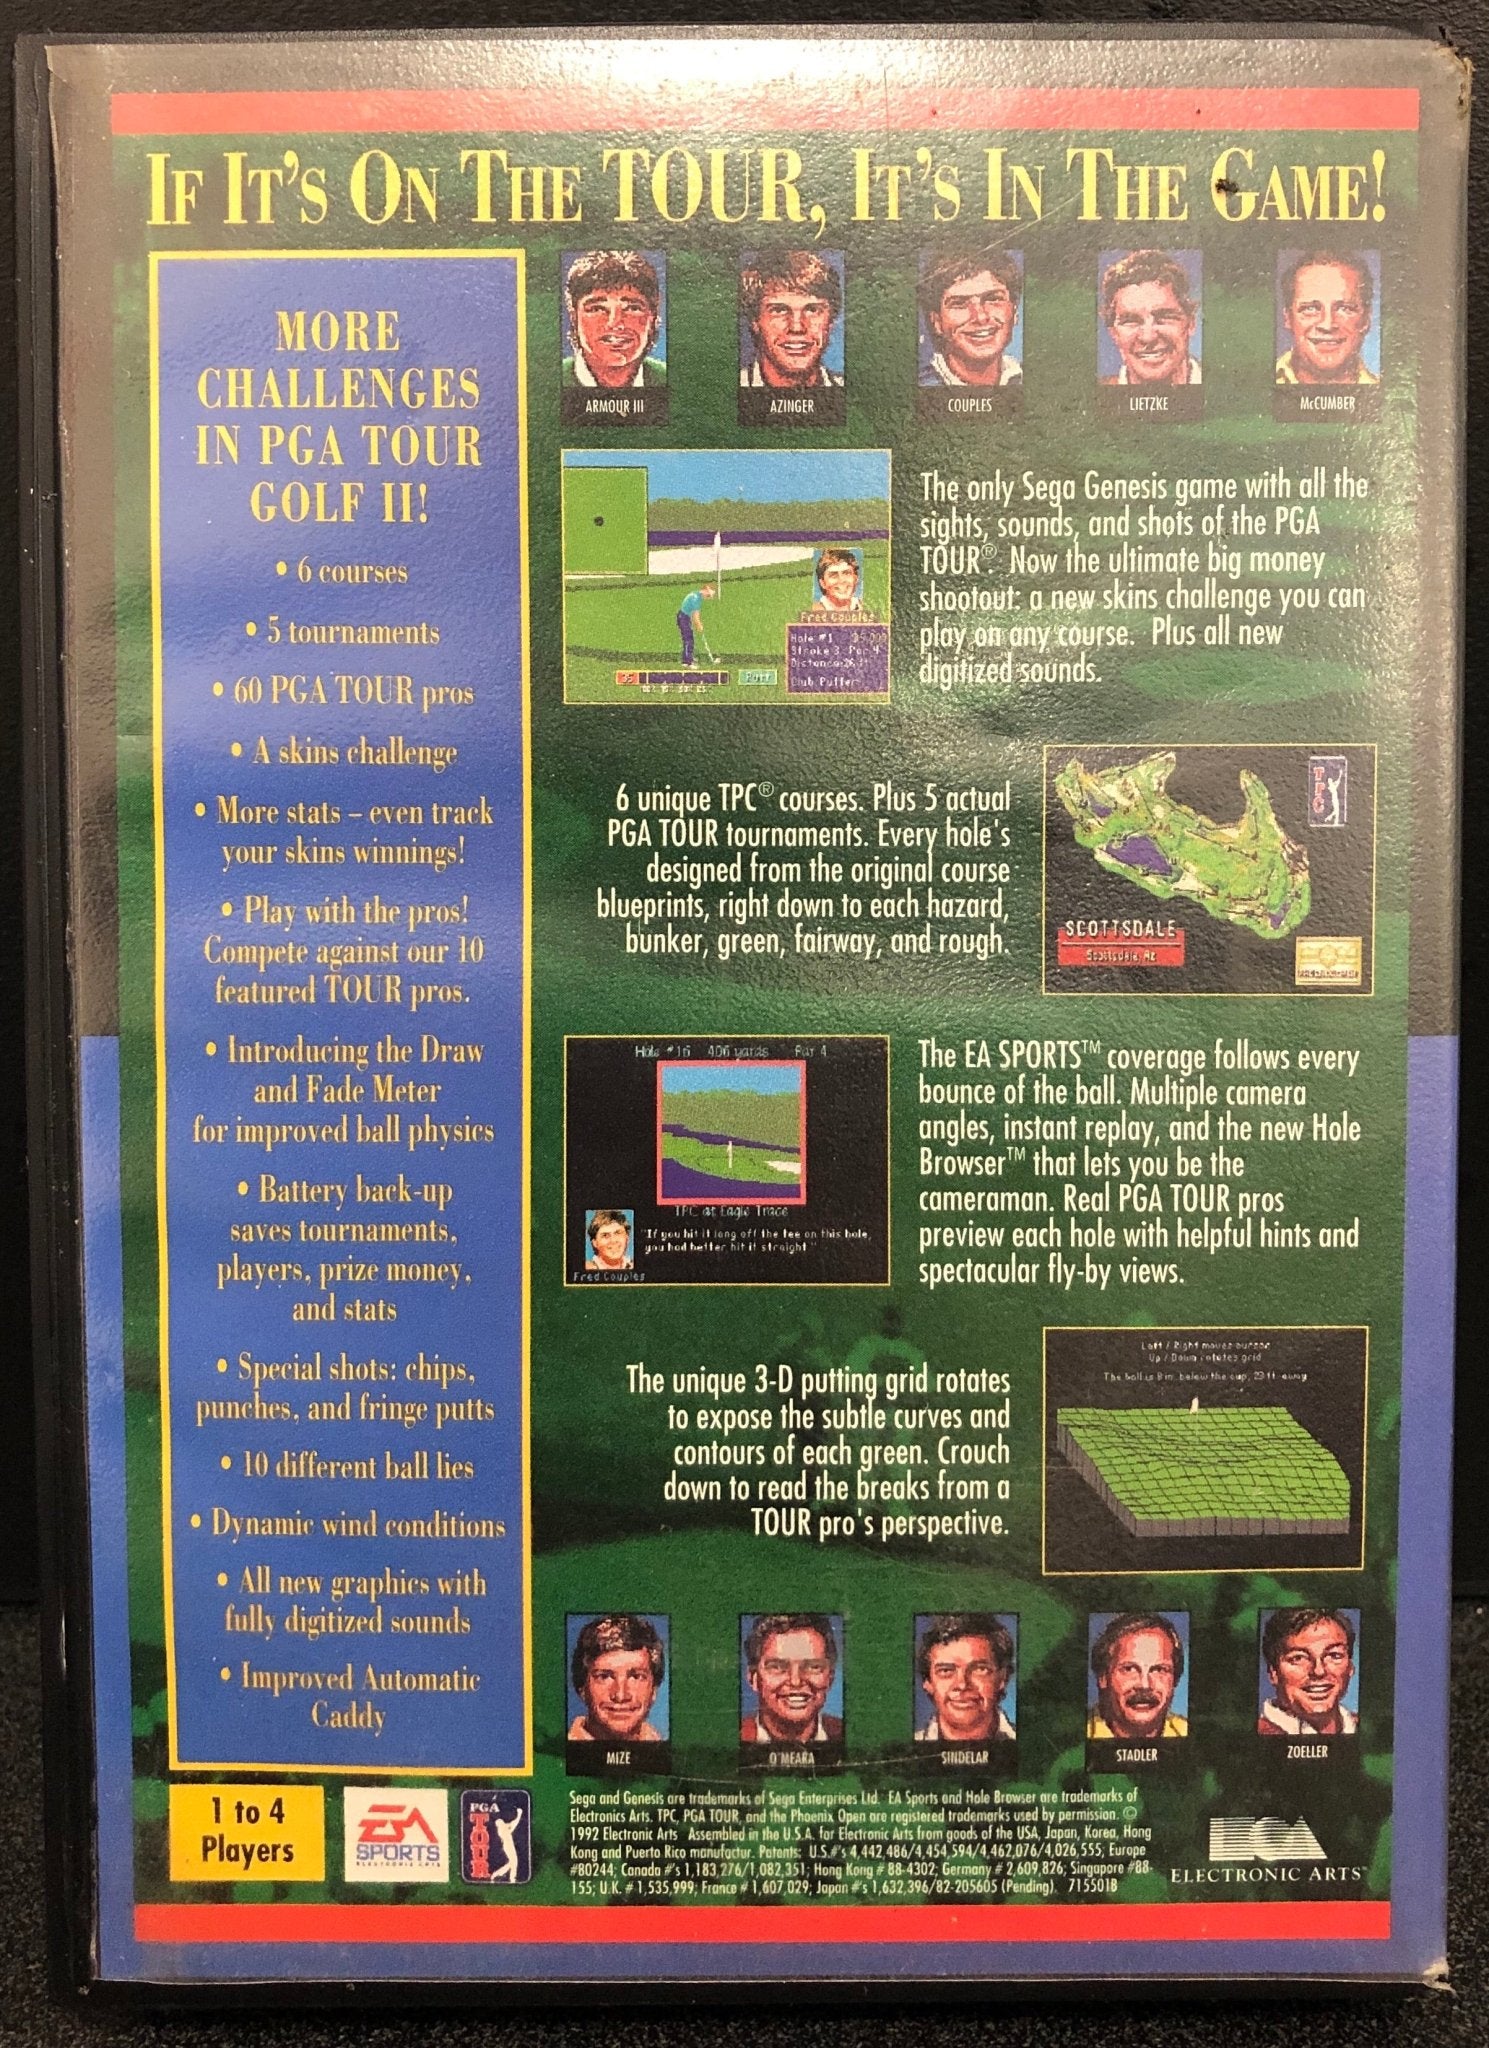 IF IT'S ON THE TOUR, IT'S IN THE GAME!
MORE
CHALLENGES
IN PGA TOUR
GOLF II!
• 6 courses
• 5 tournaments
• 60 PGA TOUR pros
• A skins challenge
• More stats – even track
your skins winnings!
• Play with the pros!
Compete against our 10
featured TOUR pros.
• Introducing the Draw
and Fade Meter
for improved ball physics
• Battery back-up
saves tournaments,
players, prize money,
and stats
• Special shots: chips,
punches, and fringe putts
• 10 different ball lies
• Dynamic wind conditions
• All new graphics with
fully digitized sounds
• Improved Automatic
Caddy
ARMOUR III
AZINGER
COUPLES
LIETZKE
McCUMBER
Fred Couples
Hole #1
Stroke 3 Par 4
Club Putter
Putt
The only Sega Genesis game with all the
sights, sounds, and shots of the PGA
TOUR®. Now the ultimate big money
shootout: a new skins challenge you can
play on any course. Plus all new
digitized sounds.
6 unique TPC® courses. Plus 5 actual
PGA TOUR tournaments. Every hole's
designed from the original course
blueprints, right down to each hazard,
bunker, green, fairway, and rough.
TPC
SCOTTSDALE
Scottsdale, Az
Hole #16 406 yards Par 4
TPC at Eagle Trace
"If you hit it long off the tee on this hole,
you had better hit it straight"
Fred Couples
The EA SPORTS™ coverage follows every
bounce of the ball. Multiple camera
angles, instant replay, and the new Hole
Browser™ that lets you be the
cameraman. Real PGA TOUR pros
preview each hole with helpful hints and
spectacular fly-by views.
The unique 3-D putting grid rotates
to expose the subtle curves and
contours of each green. Crouch
down to read the breaks from a
TOUR pro's perspective.
Left / Right moves cursor
Up / Down rotates grid
The ball is 8 in. below the cup, 23 ft. away
MIZE
O'MEARA
SINDELAR
STADLER
ZOELLER
1 to 4
Players
EA
SPORTS
ELECTRONIC ARTS
PGA
TOUR
Sega and Genesis are trademarks of Sega Enterprises Ltd. EA Sports and Hole Browser are trademarks of
Electronics Arts. TPC, PGA TOUR, and the Phoenix Open are registered trademarks used by permission. ©
1992 Electronic Arts Assembled in the U.S.A. for Electronic Arts from goods of the USA, Japan, Korea, Hong
Kong and Puerto Rico manufactur. Patents: U.S.#'s 4,442,486/4,454,594/4,462,076/4,026,555; Europe
#80244; Canada #'s 1,183,276/1,082,351; Hong Kong # 88-4302; Germany # 2,609,826; Singapore #88-
155; U.K. # 1,535,999; France # 1,607,029; Japan #'s 1,632,396/82-205605 (Pending). 715501B
ELECTRONIC ARTS™